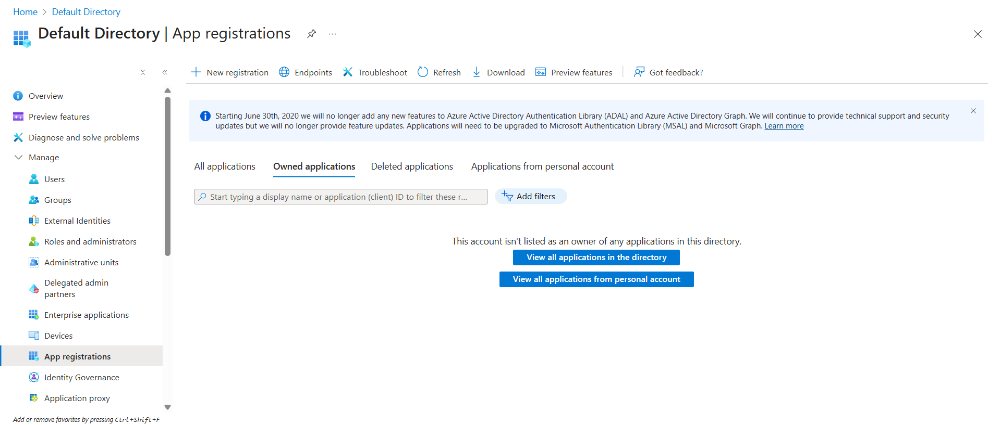 Home > Default Directory
Default Directory | App registrations
New registration
Endpoints
Troubleshoot
Refresh
Download
Preview features
Got feedback?
Overview
Preview features
Diagnose and solve problems
Manage
Users
Groups
External Identities
Roles and administrators
Administrative units
Delegated admin
partners
Enterprise applications
Devices
App registrations
Identity Governance
Application proxy
Add or remove favorites by pressing Ctrl+Shift+F
Starting June 30th, 2020 we will no longer add any new features to Azure Active Directory Authentication Library (ADAL) and Azure Active Directory Graph. We will continue to provide technical support and security
updates but we will no longer provide feature updates. Applications will need to be upgraded to Microsoft Authentication Library (MSAL) and Microsoft Graph. Learn more
All applications
Owned applications
Deleted applications
Applications from personal account
Start typing a display name or application (client) ID to filter these r...
Add filters
This account isn't listed as an owner of any applications in this directory.
View all applications in the directory
View all applications from personal account